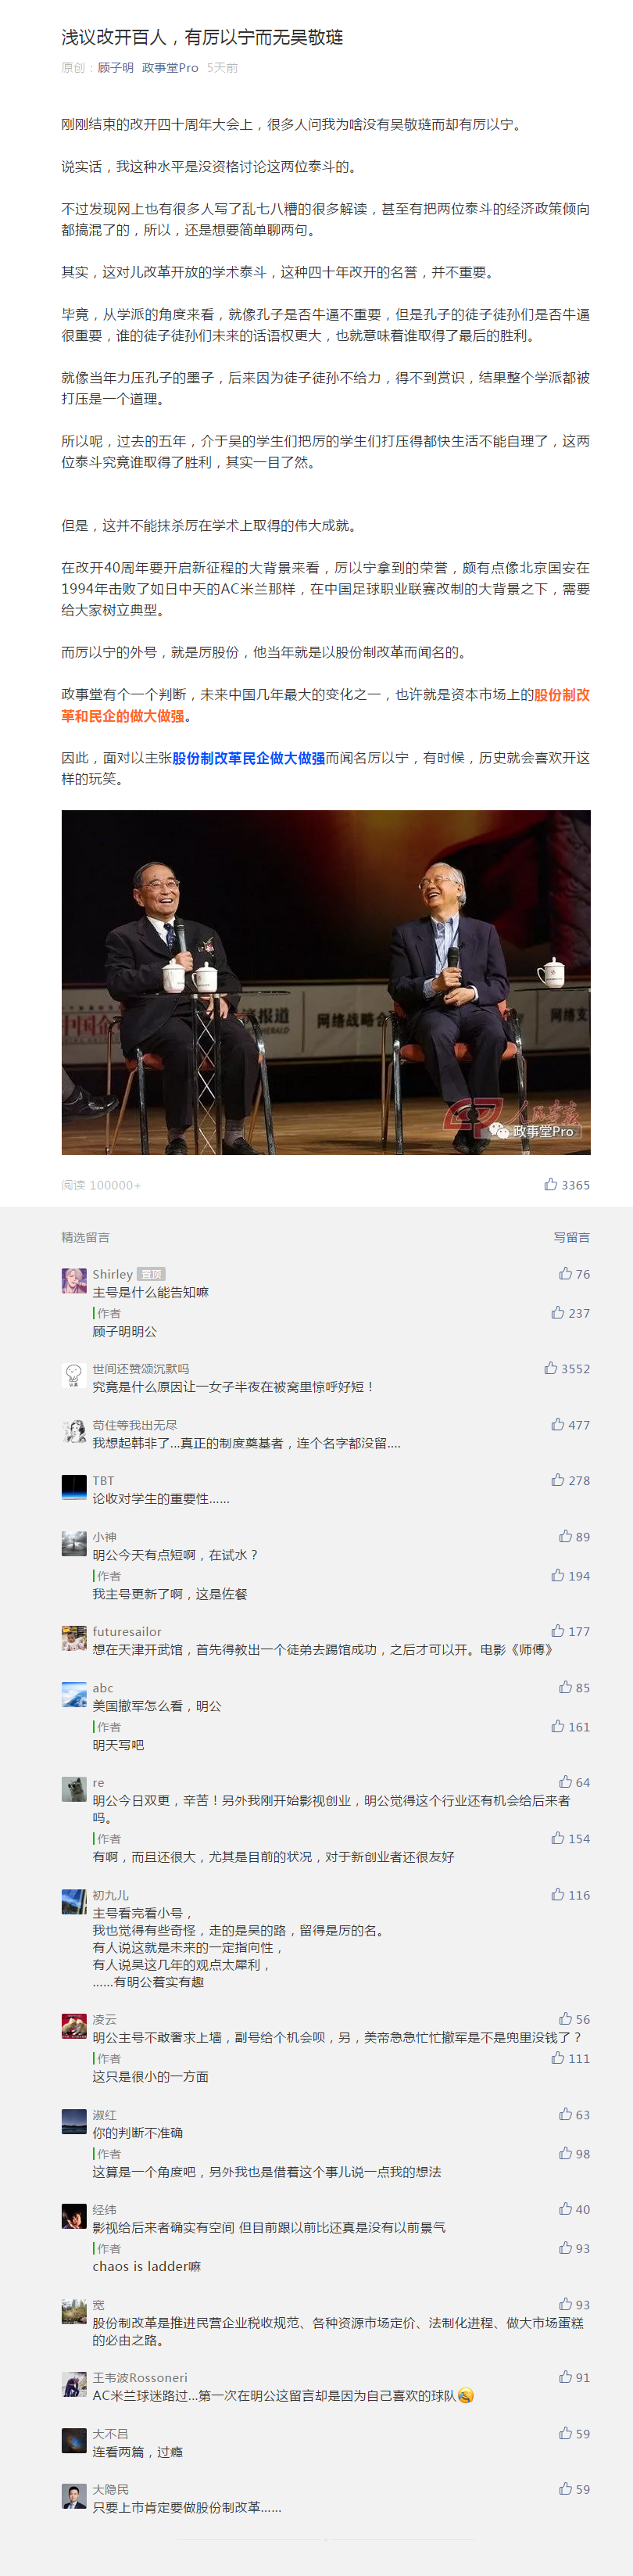 浅议改开百人，有厉以宁而无吴敬琏
原创：顾子明 政事堂Pro 5天前
刚刚结束的改开四十周年大会上，很多人问我为啥没有吴敬琏而却有厉以宁。
说实话，我这种水平是没资格讨论这两位泰斗的。
不过发现网上也有很多人写了乱七八糟的很多解读，甚至有把两位泰斗的经济政策倾向
都搞混了的，所以，还是想要简单聊两句。
其实，这对儿改革开放的学术泰斗，这种四十年改开的名誉，并不重要。
毕竟，从学派的角度来看，就像孔子是否牛逼不重要，但是孔子的徒子徒孙们是否牛逼
很重要，谁的徒子徒孙们未来的话语权更大，也就意味着谁取得了最后的胜利。
就像当年力压孔子的墨子，后来因为徒子徒孙不给力，得不到赏识，结果整个学派都被
打压是一个道理。
所以呢，过去的五年，介于吴的学生们把厉的学生们打压得都快生活不能自理了，这两
位泰斗究竟谁取得了胜利，其实一目了然。
但是，这并不能抹杀厉在学术上取得的伟大成就。
在改开40周年要开启新征程的大背景来看，厉以宁拿到的荣誉，颇有点像北京国安在
1994年击败了如日中天的AC米兰那样，在中国足球职业联赛改制的大背景之下，需要
给大家树立典型。
而厉以宁的外号，就是厉股份，他当年就是以股份制改革而闻名的。
政事堂有个一个判断，未来中国几年最大的变化之一，也许就是资本市场上的股份制改
革和民企的做大做强。
因此，面对以主张股份制改革民企做大做强而闻名厉以宁，有时候，历史就会喜欢开这
样的玩笑。
中国企
报道
HERALD
网络战略合
网络支
人民画报
政事堂Pro
阅读 100000+ 3365
精选留言 写留言
Shirley 置顶 76
主号是什么能告知嘛
作者 237
顾子明明公
世间还赞颂沉默吗 3552
究竟是什么原因让一女子半夜在被窝里惊呼好短！
苟住等我出无尽 477
我想起韩非了...真正的制度奠基者，连个名字都没留....
TBT 278
论收对学生的重要性……
小神 89
明公今天有点短啊，在试水？
作者 194
我主号更新了啊，这是佐餐
futuresailor 177
想在天津开武馆，首先得教出一个徒弟去踢馆成功，之后才可以开。电影《师傅》
abc 85
美国撤军怎么看，明公
作者 161
明天写吧
re 64
明公今日双更，辛苦！另外我刚开始影视创业，明公觉得这个行业还有机会给后来者
吗。
作者 154
有啊，而且还很大，尤其是目前的状况，对于新创业者还很友好
初九儿 116
主号看完看小号，
我也觉得有些奇怪，走的是吴的路，留得是厉的名。
有人说这就是未来的一定指向性，
有人说吴这几年的观点太犀利，
……有明公着实有趣
凌云 56
明公主号不敢奢求上墙，副号给个机会呗，另，美帝急急忙忙撤军是不是兜里没钱了？
作者 111
这只是很小的一方面
淑红 63
你的判断不准确
作者 98
这算是一个角度吧，另外我也是借着这个事儿说一点我的想法
经纬 40
影视给后来者确实有空间 但目前跟以前比还真是没有以前景气
作者 93
chaos is ladder嘛
宽 93
股份制改革是推进民营企业税收规范、各种资源市场定价、法制化进程、做大市场蛋糕
的必由之路。
王韦波Rossoneri 91
AC米兰球迷路过...第一次在明公这留言却是因为自己喜欢的球队
大不吕 59
连看两篇，过瘾
大隐民 59
只要上市肯定要做股份制改革……